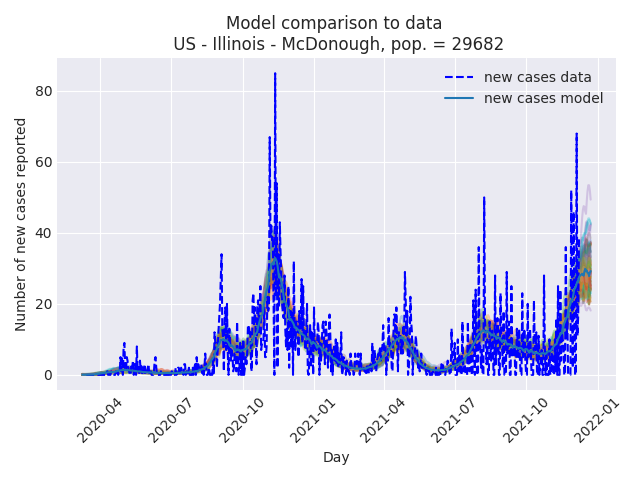 Model comparison to data
US - Illinois - McDonough, pop. = 29682
new cases data
new cases model
Number of new cases reported
80
60
40
20
0
2020-04
2020-07
2020-10
2021-01
2021-04
2021-07
2021-10
2022-01
Day